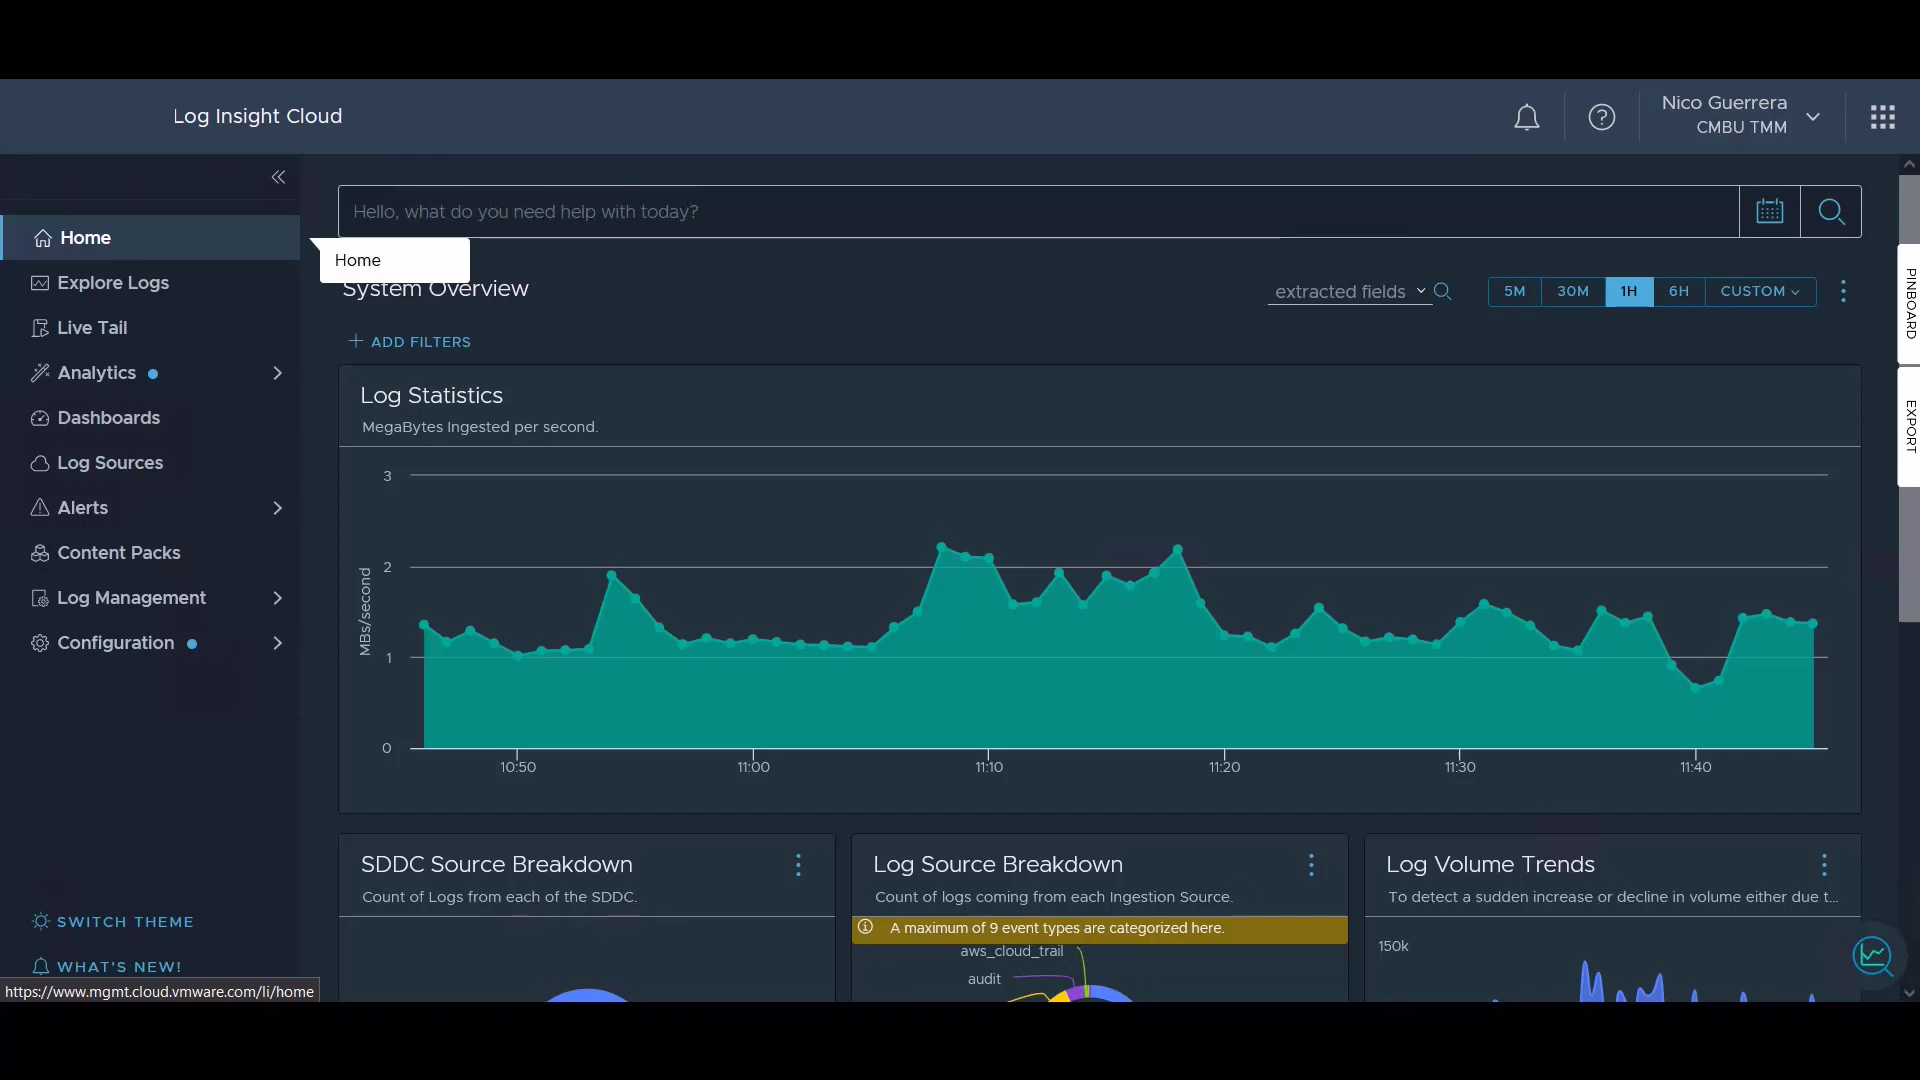 Log Insight Cloud
Nico Guerrera
CMBU TMM
Hello, what do you need help with today?
Home
Explore Logs
Live Tail
Analytics
Dashboards
Log Sources
Alerts
Content Packs
Log Management
Configuration
SWITCH THEME
WHAT'S NEW!
https://www.mgmt.cloud.vmware.com/li/home
Home
System Overview
extracted fields
5M 30M 1H 6H CUSTOM
ADD FILTERS
PINBOARD
EXPORT
Log Statistics
MegaBytes Ingested per second.
MBs/second
3
2
1
0
10:50 11:00 11:10 11:20 11:30 11:40
SDDC Source Breakdown
Count of Logs from each of the SDDC.
Log Source Breakdown
Count of logs coming from each Ingestion Source.
A maximum of 9 event types are categorized here.
aws_cloud_trail
audit
Log Volume Trends
To detect a sudden increase or decline in volume either due t...
150k